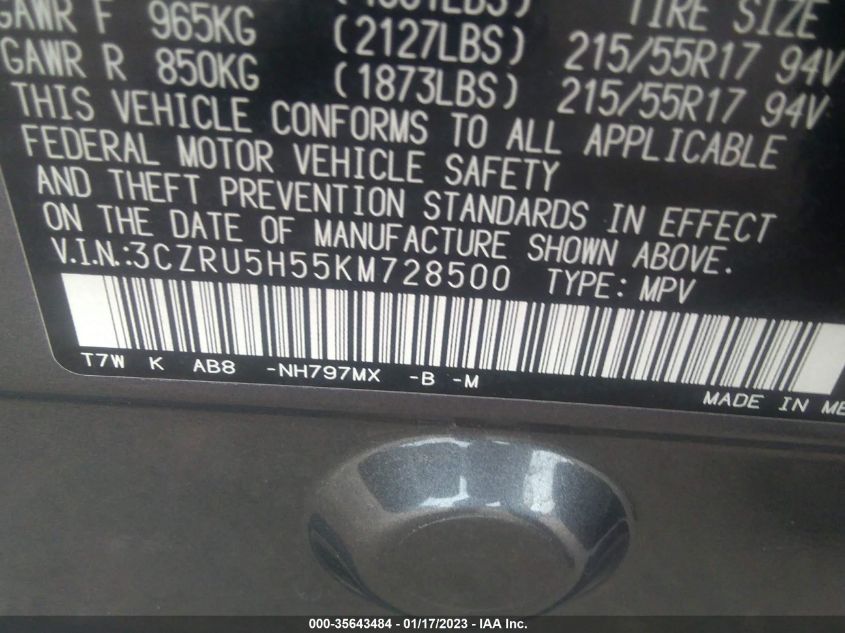 TIRE SIZE
GAWR F 965KG (2127LBS) 215/55R17 94V
GAWR R 850KG (1873LBS) 215/55R17 94V
THIS VEHICLE CONFORMS TO ALL APPLICABLE
FEDERAL MOTOR VEHICLE SAFETY
AND THEFT PREVENTION STANDARDS IN EFFECT
ON THE DATE OF MANUFACTURE SHOWN ABOVE.
V.I.N.:3CZRU5H55KM728500 TYPE: MPV
T7W K AB8 -NH797MX -B -M
MADE IN ME
000-35643484 - 01/17/2023 - IAA Inc.